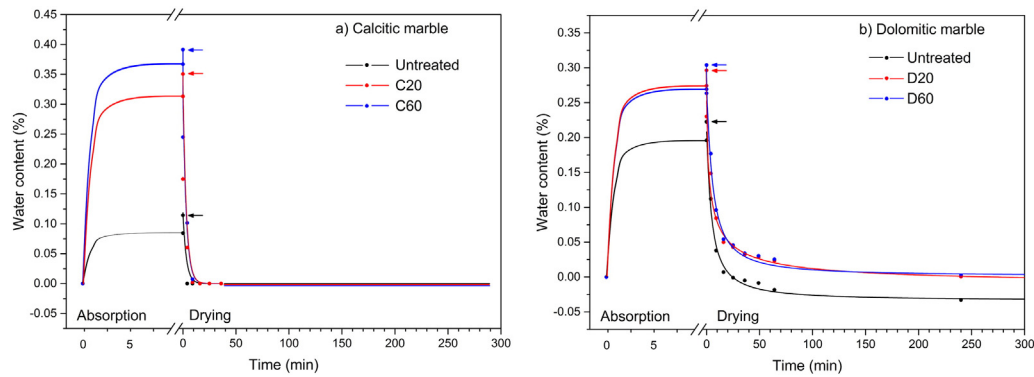 a) Calcitic marble
Untreated
C20
C60
Water content (%)
0.45
0.40
0.35
0.30
0.25
0.20
0.15
0.10
0.05
0.00
-0.05
Absorption
Drying
0 5 0 50 100 150 200 250 300
Time (min)
b) Dolomitic marble
Untreated
D20
D60
Water content (%)
0.35
0.30
0.25
0.20
0.15
0.10
0.05
0.00
-0.05
Absorption
Drying
0 5 0 50 100 150 200 250 300
Time (min)